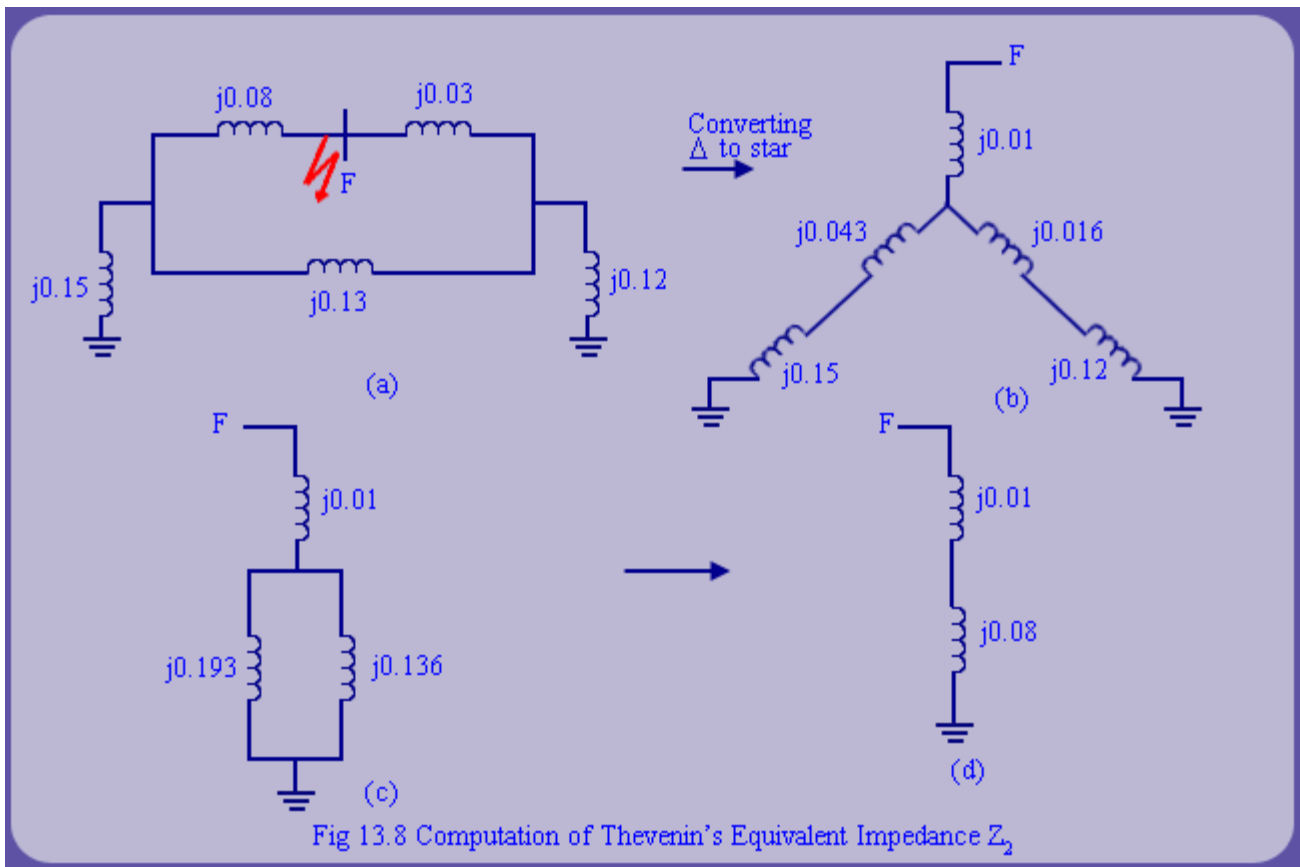 j0.08
j0.03
F
j0.15
j0.13
j0.12
(a)
Converting
Δ to star
F
j0.01
j0.043
j0.016
j0.15
j0.12
(b)
F
j0.01
j0.193
j0.136
(c)
F
j0.01
j0.08
(d)
Fig 13.8 Computation of Thevenin's Equivalent Impedance Z₂